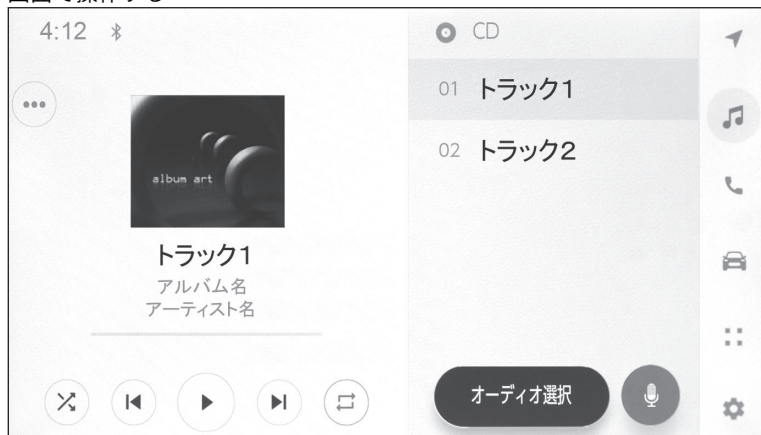 画面で操作する
4:12
album art
トラック1
アルバム名
アーティスト名
CD
01 トラック1
02 トラック2
オーディオ選択